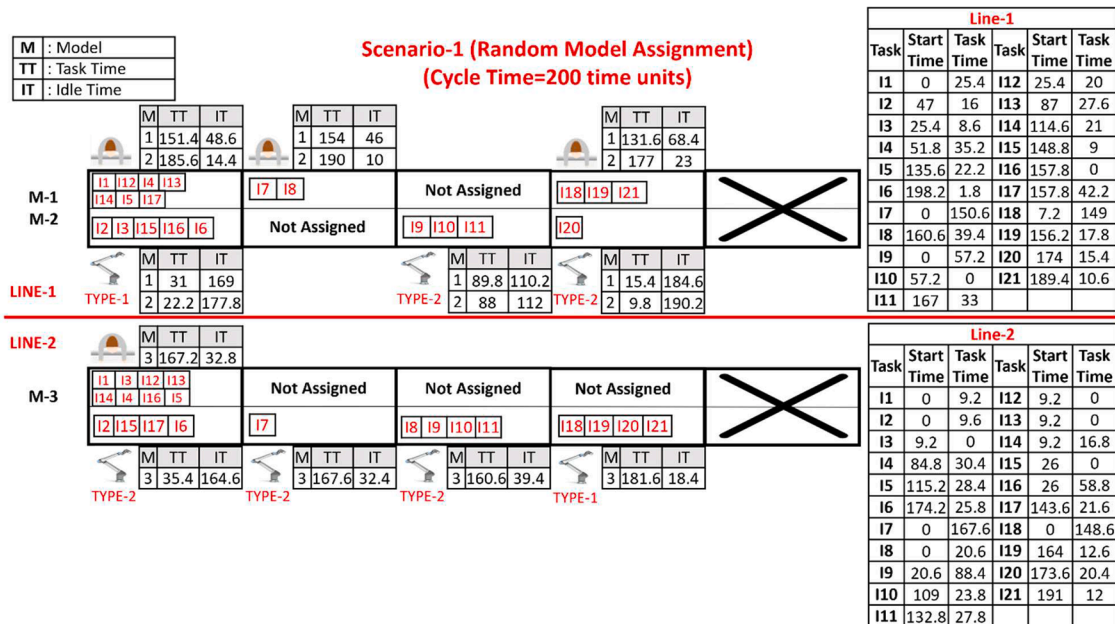 M : Model
TT : Task Time
IT : Idle Time
Scenario-1 (Random Model Assignment)
(Cycle Time=200 time units)
M TT IT
1 151.4 48.6
2 185.6 14.4
M TT IT
1 154 46
2 190 10
M TT IT
1 131.6 68.4
2 177 23
M-1
I1 I12 I4 I13
I14 I5 I17
I7 I8
Not Assigned
I18 I19 I21
M-2
I2 I3 I15 I16 I6
Not Assigned
I9 I10 I11
I20
LINE-1
TYPE-1
M TT IT
1 31 169
2 22.2 177.8
TYPE-2
M TT IT
1 89.8 110.2
2 88 112
TYPE-2
M TT IT
1 15.4 184.6
2 9.8 190.2
LINE-2
M TT IT
3 167.2 32.8
M-3
I1 I3 I12 I13
I14 I4 I16 I5
Not Assigned
Not Assigned
Not Assigned
I2 I15 I17 I6
I7
I8 I9 I10 I11
I18 I19 I20 I21
TYPE-2
M TT IT
3 35.4 164.6
TYPE-2
M TT IT
3 167.6 32.4
TYPE-2
M TT IT
3 160.6 39.4
TYPE-1
M TT IT
3 181.6 18.4
Line-1
Task Start Time Task Time Task Start Time Task Time
I1 0 25.4 I12 25.4 20
I2 47 16 I13 87 27.6
I3 25.4 8.6 I14 114.6 21
I4 51.8 35.2 I15 148.8 9
I5 135.6 22.2 I16 157.8 0
I6 198.2 1.8 I17 157.8 42.2
I7 0 150.6 I18 7.2 149
I8 160.6 39.4 I19 156.2 17.8
I9 0 57.2 I20 174 15.4
I10 57.2 0 I21 189.4 10.6
I11 167 33
Line-2
Task Start Time Task Time Task Start Time Task Time
I1 0 9.2 I12 9.2 0
I2 0 9.6 I13 9.2 0
I3 9.2 0 I14 9.2 16.8
I4 84.8 30.4 I15 26 0
I5 115.2 28.4 I16 26 58.8
I6 174.2 25.8 I17 143.6 21.6
I7 0 167.6 I18 0 148.6
I8 0 20.6 I19 164 12.6
I9 20.6 88.4 I20 173.6 20.4
I10 109 23.8 I21 191 12
I11 132.8 27.8